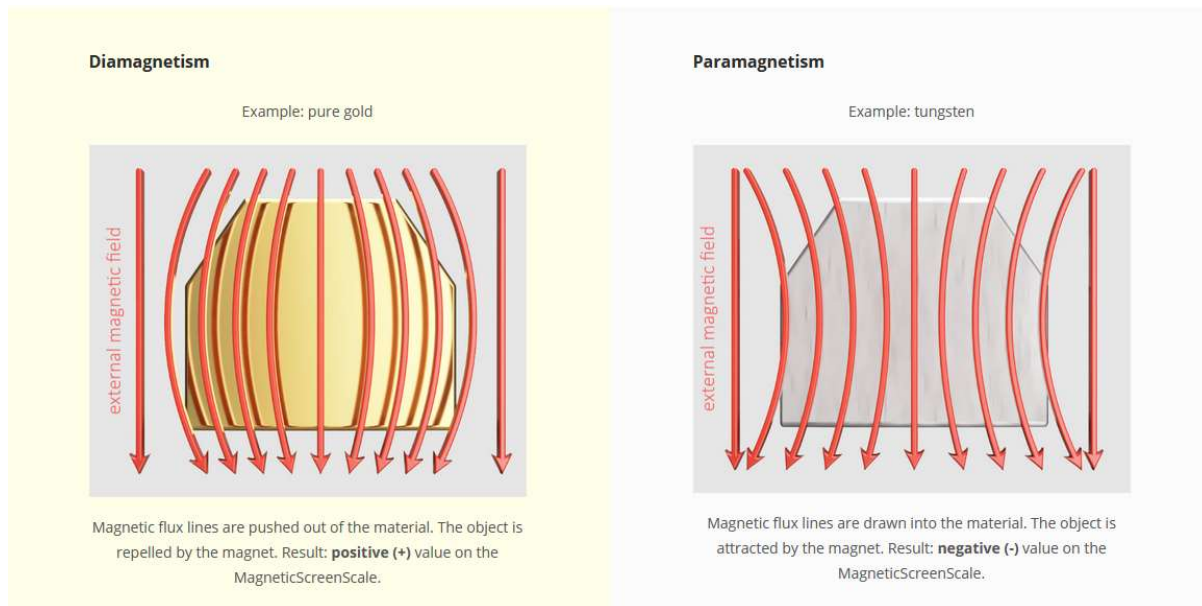 Diamagnetism
Example: pure gold
external magnetic field
Magnetic flux lines are pushed out of the material. The object is
repelled by the magnet. Result: positive (+) value on the
MagneticScreenScale.
Paramagnetism
Example: tungsten
external magnetic field
Magnetic flux lines are drawn into the material. The object is
attracted by the magnet. Result: negative (-) value on the
MagneticScreenScale.